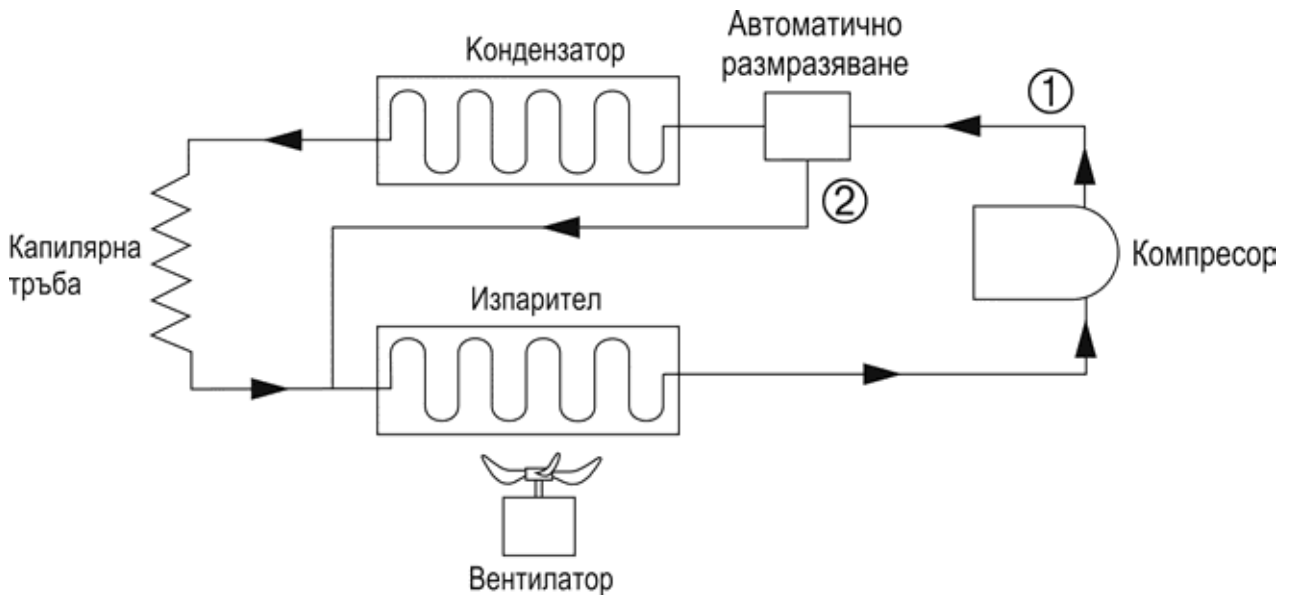 Кондензатор
Автоматично
размразяване
①
②
Капилярна
тръба
Изпарител
Компресор
Вентилатор